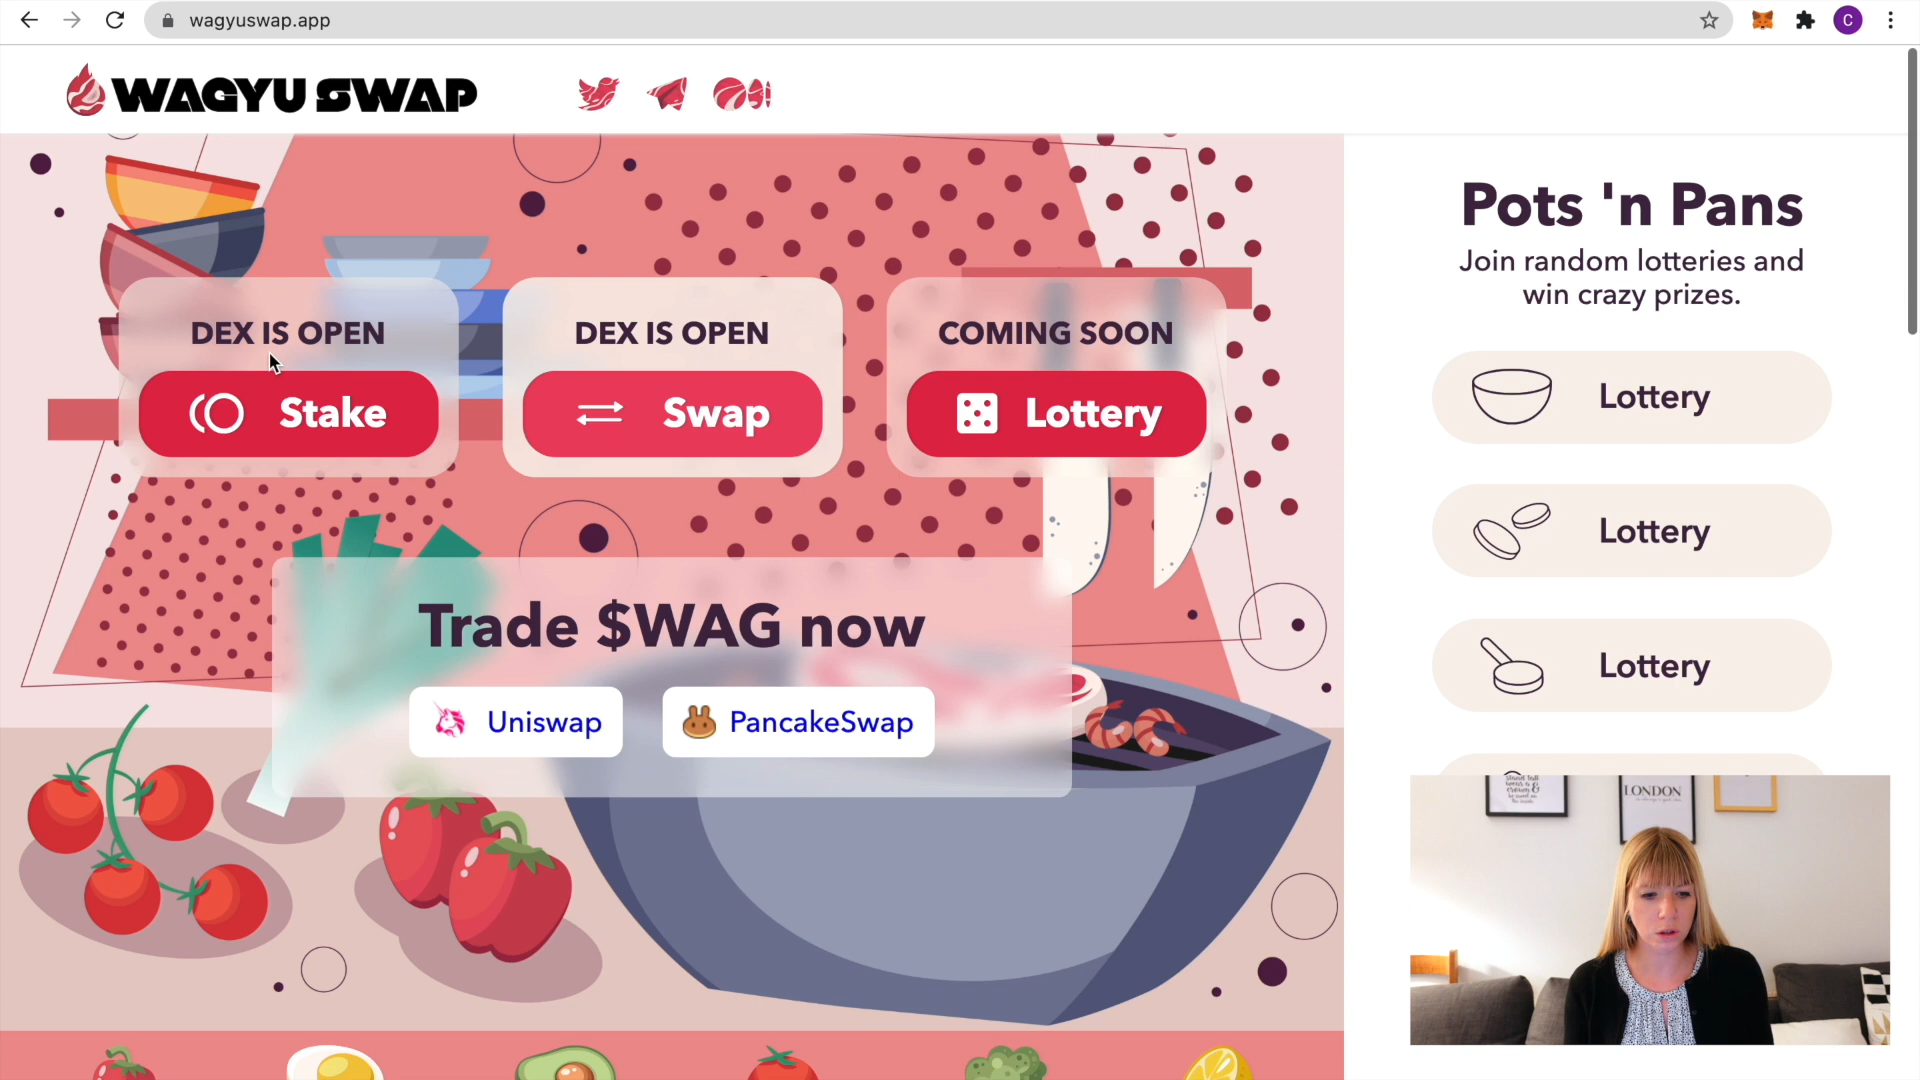 wagyuswap.app
C
WAGYU SWAP
DEX IS OPEN
Stake
DEX IS OPEN
Swap
COMING SOON
Lottery
Trade $WAG now
Uniswap
PancakeSwap
Pots 'n Pans
Join random lotteries and
win crazy prizes.
Lottery
Lottery
Lottery
LONDON